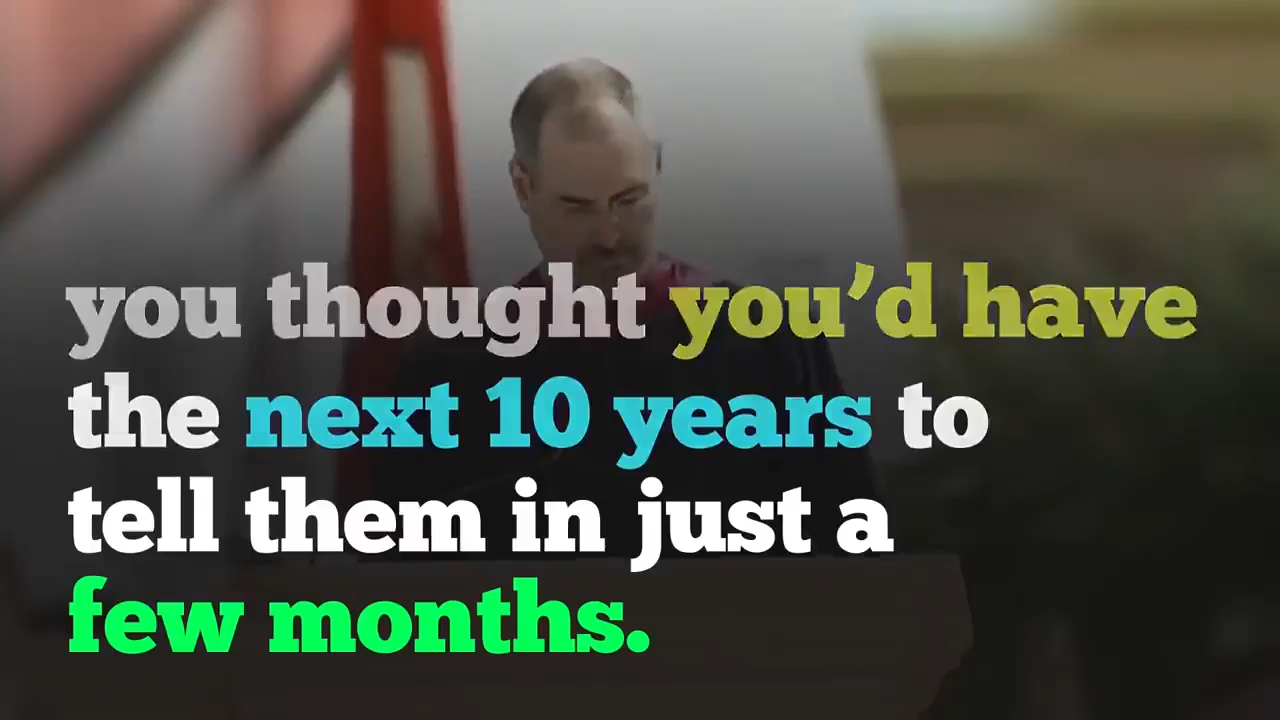 you thought you’d have
the next 10 years to
tell them in just a
few months.